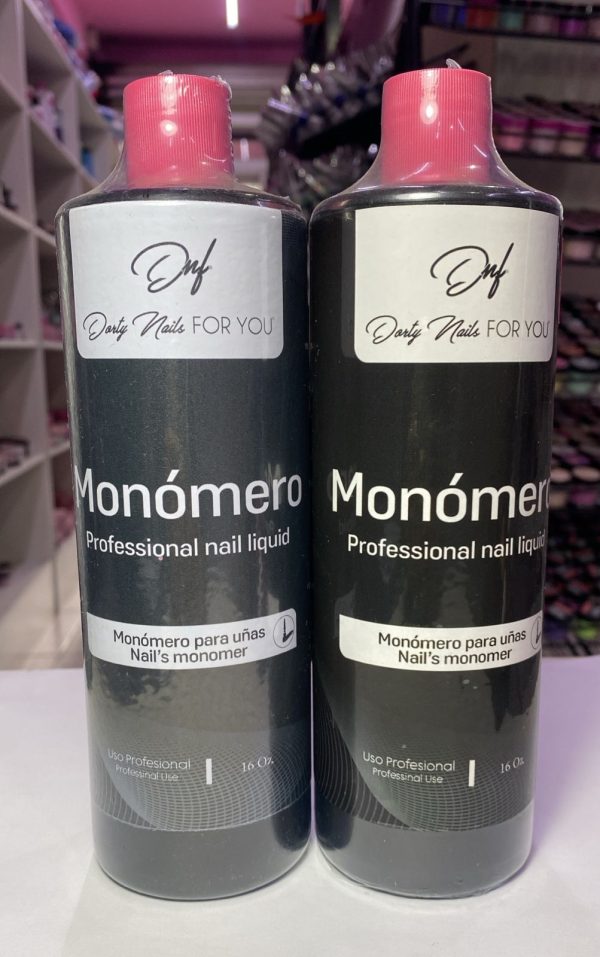 Dnf
Dorty Nails FOR YOU
Monómero
Professional nail liquid
Monómero para uñas
Nail's monomer
Uso Profesional
Professinal Use
16 Oz.
Dnf
Dorty Nails FOR YOU
Monómero
Professional nail liquid
Monómero para uñas
Nail's monomer
Uso Profesional
Professinal Use
16 Oz.